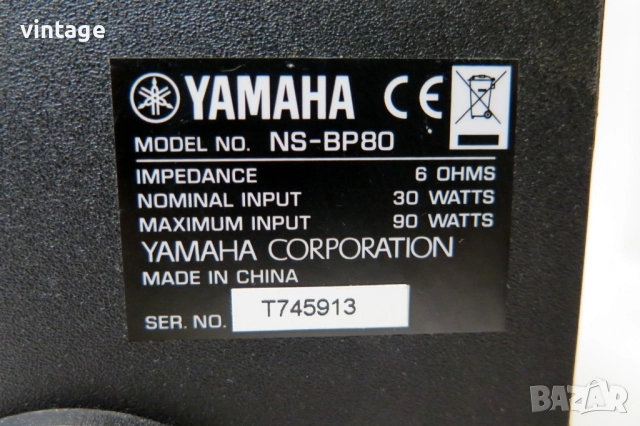 vintage
YAMAHA CE
MODEL NO. NS-BP80
IMPEDANCE 6 OHMS
NOMINAL INPUT 30 WATTS
MAXIMUM INPUT 90 WATTS
YAMAHA CORPORATION
MADE IN CHINA
SER. NO. T745913
BAZAR